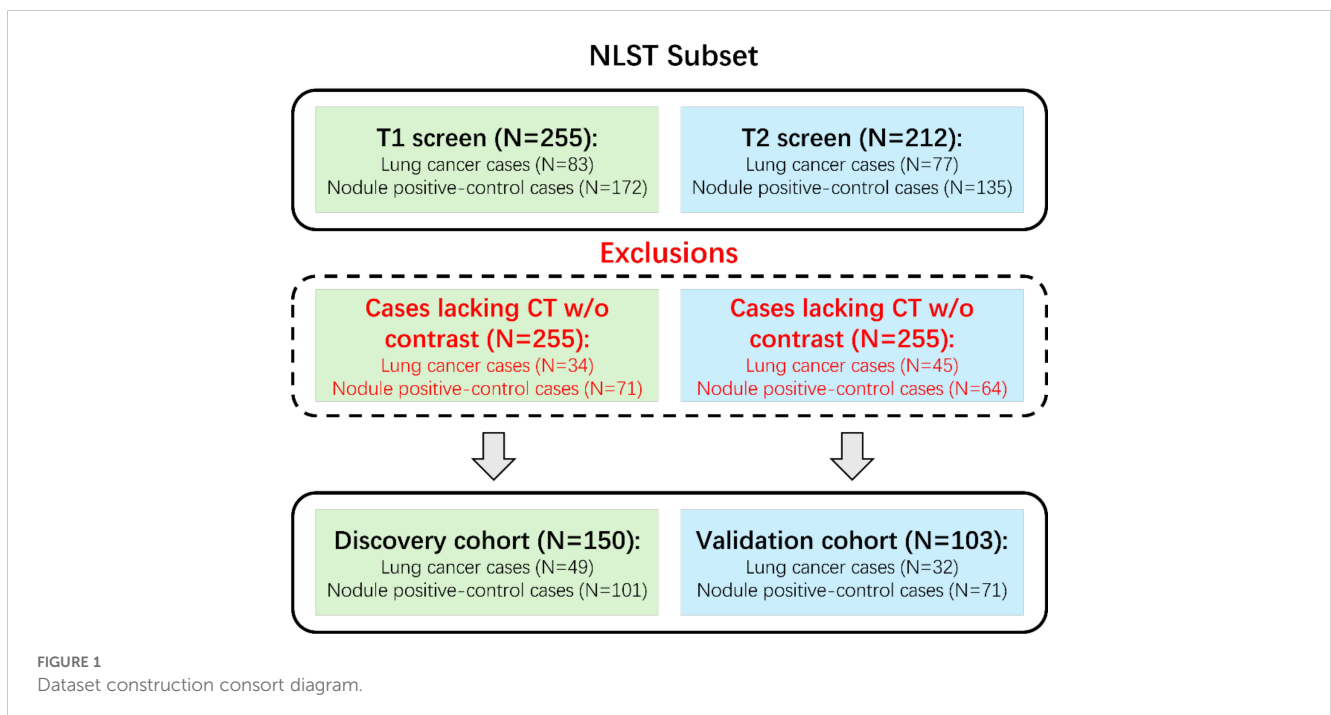 NLST Subset
T1 screen (N=255):
Lung cancer cases (N=83)
Nodule positive-control cases (N=172)
T2 screen (N=212):
Lung cancer cases (N=77)
Nodule positive-control cases (N=135)
Exclusions
Cases lacking CT w/o
contrast (N=255):
Lung cancer cases (N=34)
Nodule positive-control cases (N=71)
Cases lacking CT w/o
contrast (N=255):
Lung cancer cases (N=45)
Nodule positive-control cases (N=64)
Discovery cohort (N=150):
Lung cancer cases (N=49)
Nodule positive-control cases (N=101)
Validation cohort (N=103):
Lung cancer cases (N=32)
Nodule positive-control cases (N=71)
FIGURE 1
Dataset construction consort diagram.